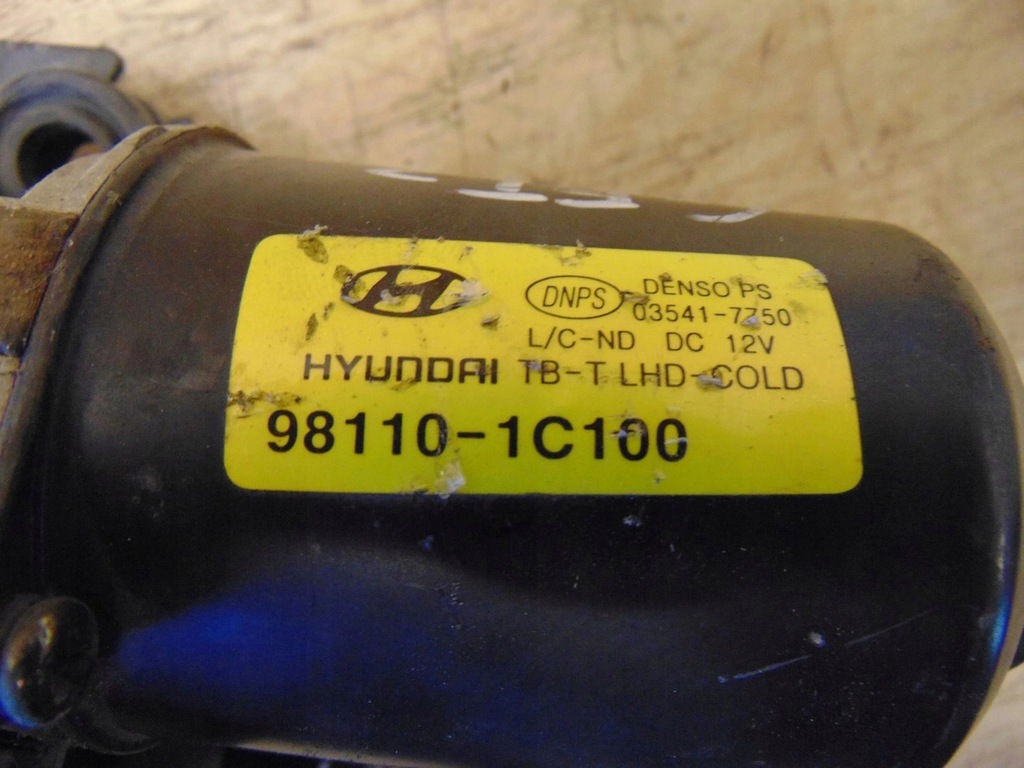 DNPS DENSO PS
03541-7750
L/C-ND DC 12V
HYUNDAI TB-T LHD-COLD
98110-1C100